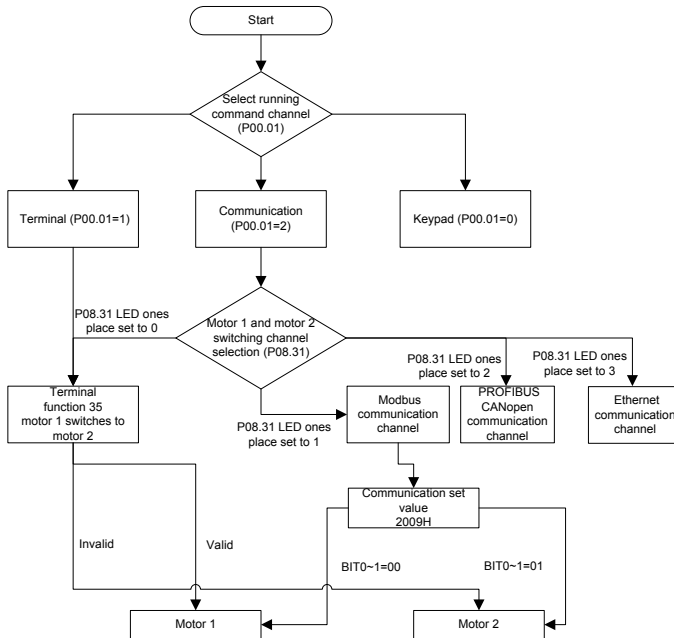 Start
Select running
command channel
(P00.01)
Terminal (P00.01=1)
Communication
(P00.01=2)
Keypad (P00.01=0)
P08.31 LED ones
place set to 0
Motor 1 and motor 2
switching channel
selection (P08.31)
P08.31 LED ones
place set to 2
P08.31 LED ones
place set to 3
Terminal
function 35
motor 1 switches to
motor 2
P08.31 LED ones
place set to 1
Modbus
communication
channel
PROFIBUS
CANopen
communication
channel
Ethernet
communication
channel
Communication set
value
2009H
Invalid
Valid
BIT0~1=00
BIT0~1=01
Motor 1
Motor 2